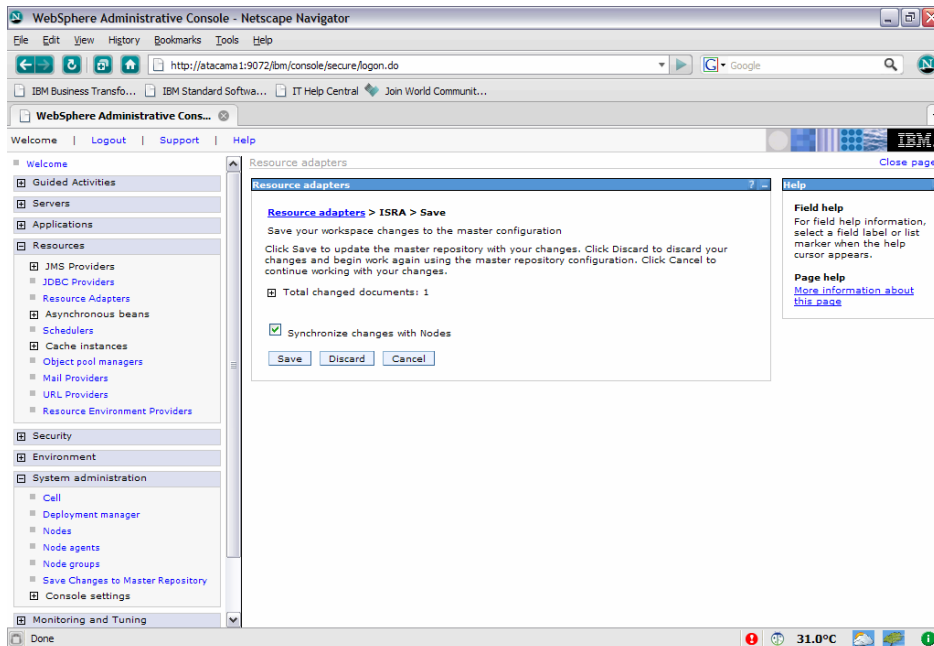 WebSphere Administrative Console - Netscape Navigator
File Edit View History Bookmarks Tools Help
http://atacama1:9072/ibm/console/secure/logon.do
G Google
IBM Business Transfo... IBM Standard Softwa... IT Help Central Join World Communit...
WebSphere Administrative Cons...
Welcome | Logout | Support | Help
IBM
Welcome
Guided Activities
Servers
Applications
Resources
JMS Providers
JDBC Providers
Resource Adapters
Asynchronous beans
Schedulers
Cache instances
Object pool managers
Mail Providers
URL Providers
Resource Environment Providers
Security
Environment
System administration
Cell
Deployment manager
Nodes
Node agents
Node groups
Save Changes to Master Repository
Console settings
Monitoring and Tuning
Resource adapters
Close page
Resource adapters
? -
Resource adapters > ISRA > Save
Save your workspace changes to the master configuration
Click Save to update the master repository with your changes. Click Discard to discard your
changes and begin work again using the master repository configuration. Click Cancel to
continue working with your changes.
Total changed documents: 1
Synchronize changes with Nodes
Save Discard Cancel
Help
Field help
For field help information,
select a field label or list
marker when the help
cursor appears.
Page help
More information about
this page
Done
31.0°C